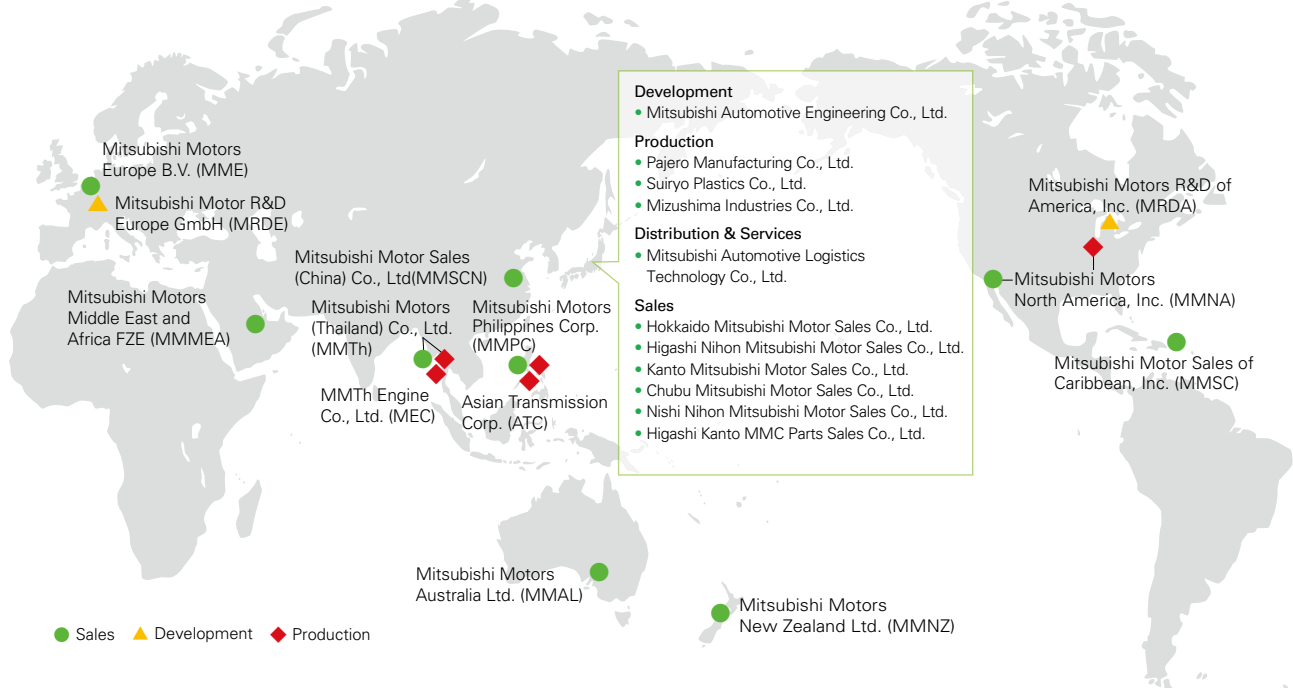 Mitsubishi Motors
Europe B.V. (MME)
Mitsubishi Motor R&D
Europe GmbH (MRDE)
Mitsubishi Motor Sales
(China) Co., Ltd(MMSCN)
Mitsubishi Motors
Middle East and
Africa FZE (MMMEA)
Mitsubishi Motors
(Thailand) Co., Ltd.
(MMTh)
Mitsubishi Motors
Philippines Corp.
(MMPC)
MMTh Engine
Co., Ltd. (MEC)
Asian Transmission
Corp. (ATC)
Development
• Mitsubishi Automotive Engineering Co., Ltd.
Production
• Pajero Manufacturing Co., Ltd.
• Suiryo Plastics Co., Ltd.
• Mizushima Industries Co., Ltd.
Distribution & Services
• Mitsubishi Automotive Logistics
Technology Co., Ltd.
Sales
• Hokkaido Mitsubishi Motor Sales Co., Ltd.
• Higashi Nihon Mitsubishi Motor Sales Co., Ltd.
• Kanto Mitsubishi Motor Sales Co., Ltd.
• Chubu Mitsubishi Motor Sales Co., Ltd.
• Nishi Nihon Mitsubishi Motor Sales Co., Ltd.
• Higashi Kanto MMC Parts Sales Co., Ltd.
Mitsubishi Motors R&D of
America, Inc. (MRDA)
Mitsubishi Motors
North America, Inc. (MMNA)
Mitsubishi Motor Sales of
Caribbean, Inc. (MMSC)
Mitsubishi Motors
Australia Ltd. (MMAL)
Mitsubishi Motors
New Zealand Ltd. (MMNZ)
Sales Development Production